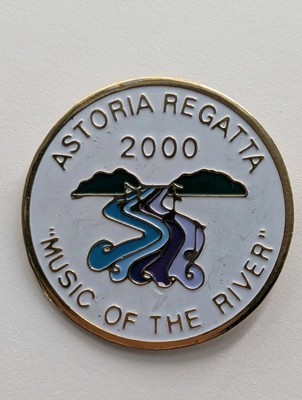 ASTORIA REGATTA
2000
"MUSIC OF THE RIVER"